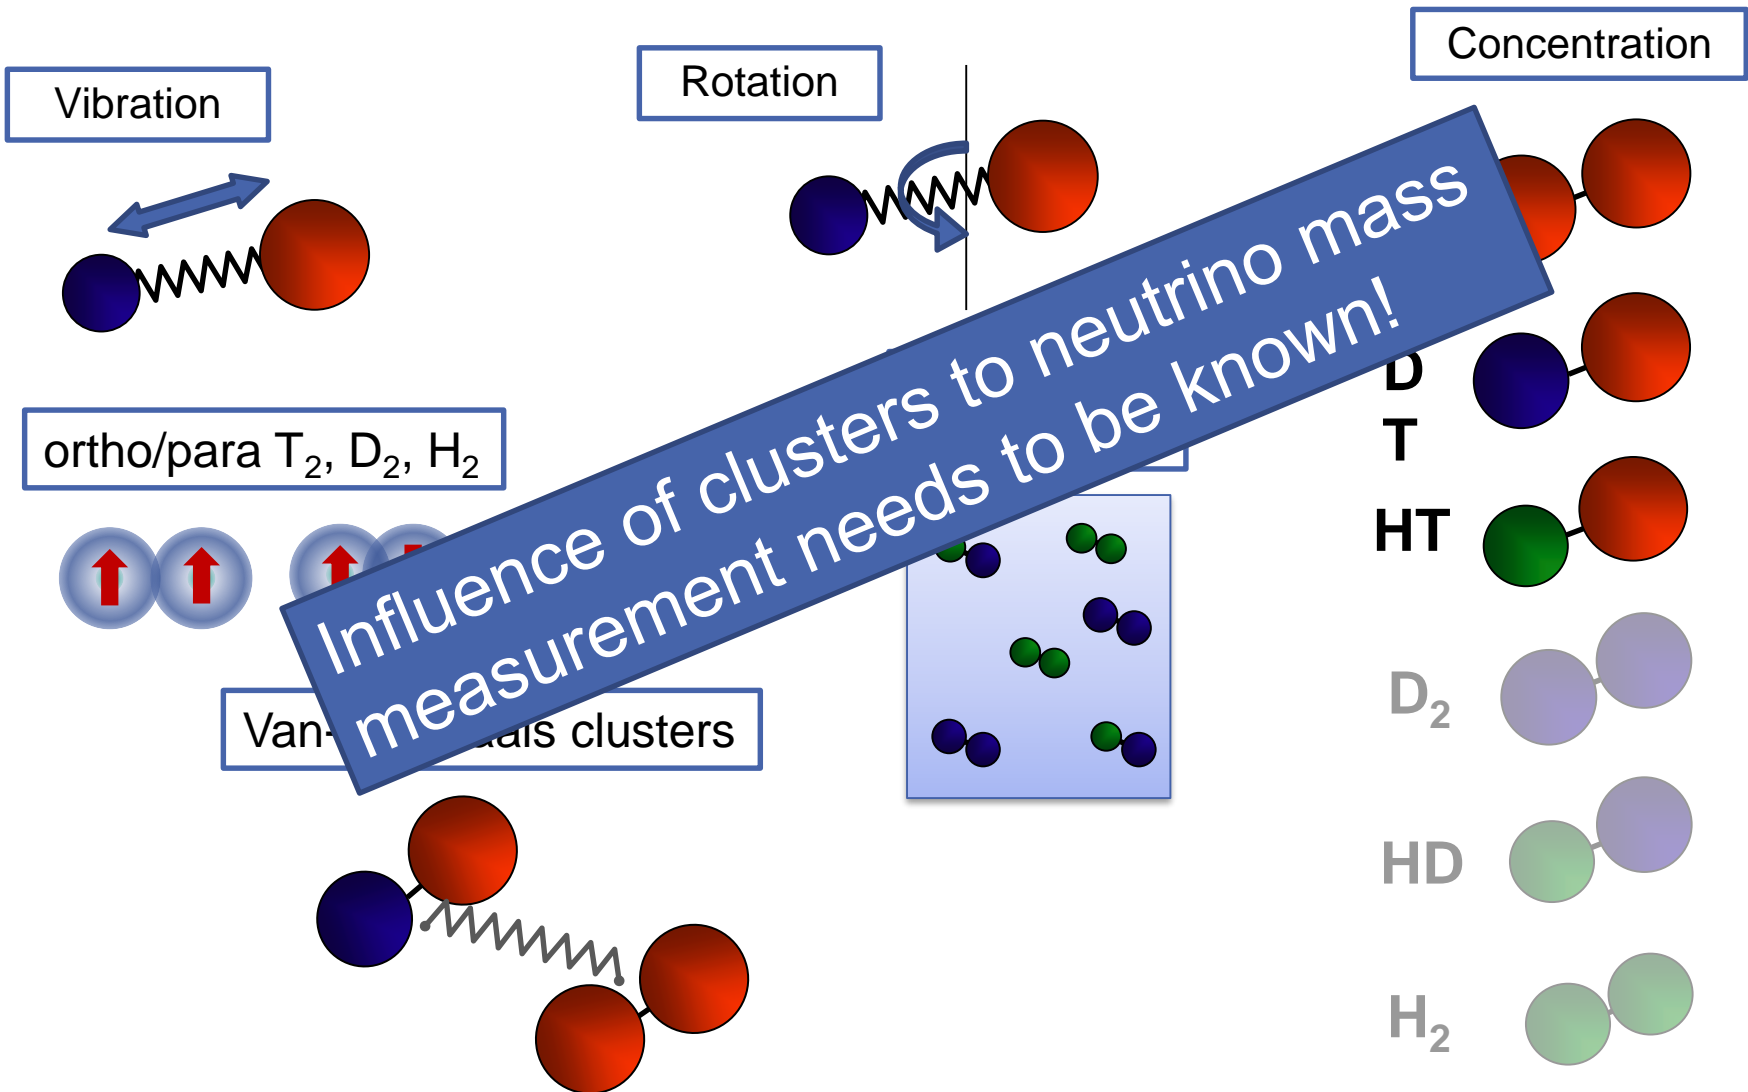 Concentration
Vibration
Rotation
Influence of clusters to neutrino mass
measurement needs to be known!
D
T
ortho/para T₂, D₂, H₂
HT
D₂
Van- clusters
HD
H₂